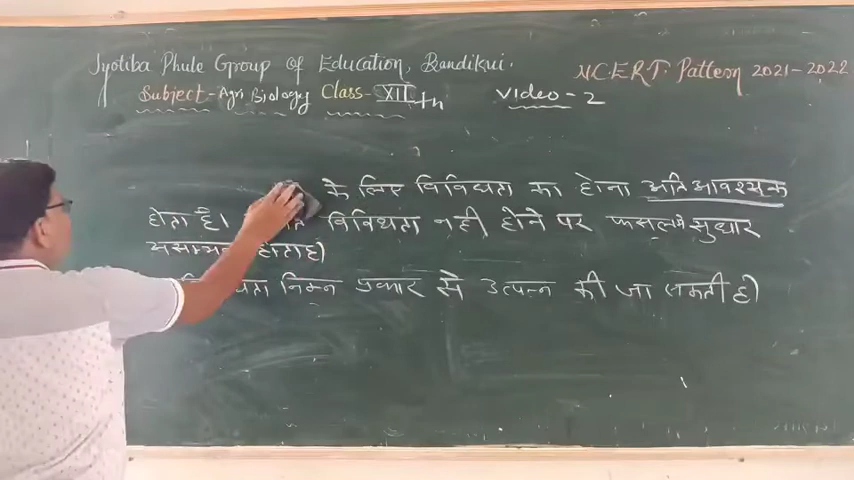 Jyotiba Phule Group of Education, Bandikui.
NCERT. Pattern 2021-2022
Subject- Agri Biology Class- XII th
Video-2
के लिए विविधता का होना अति आवश्यक
होता है। विविधता नही होने पर फसल मे सुधार
होता है)
निम्न प्रकार से उत्पन्न की जा सकती है)